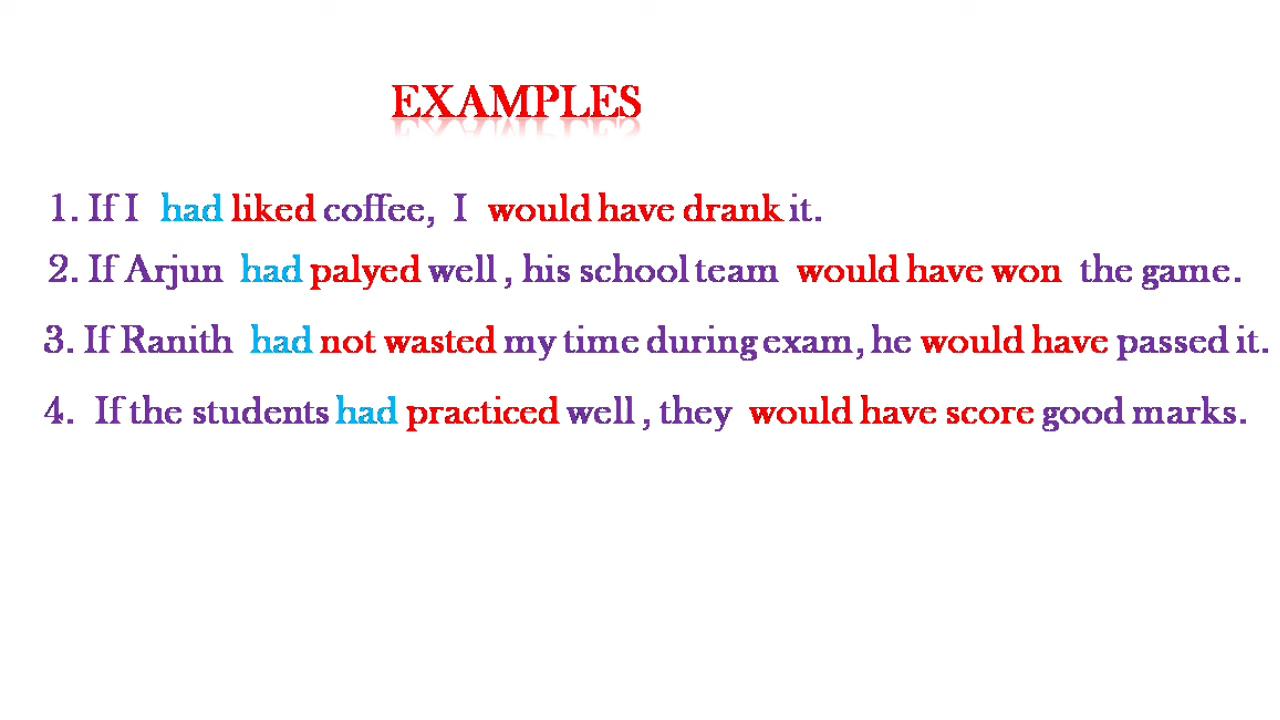 EXAMPLES
1. If I had liked coffee, I would have drank it.
2. If Arjun had palyed well , his school team would have won the game.
3. If Ranith had not wasted my time during exam, he would have passed it.
4. If the students had practiced well , they would have score good marks.